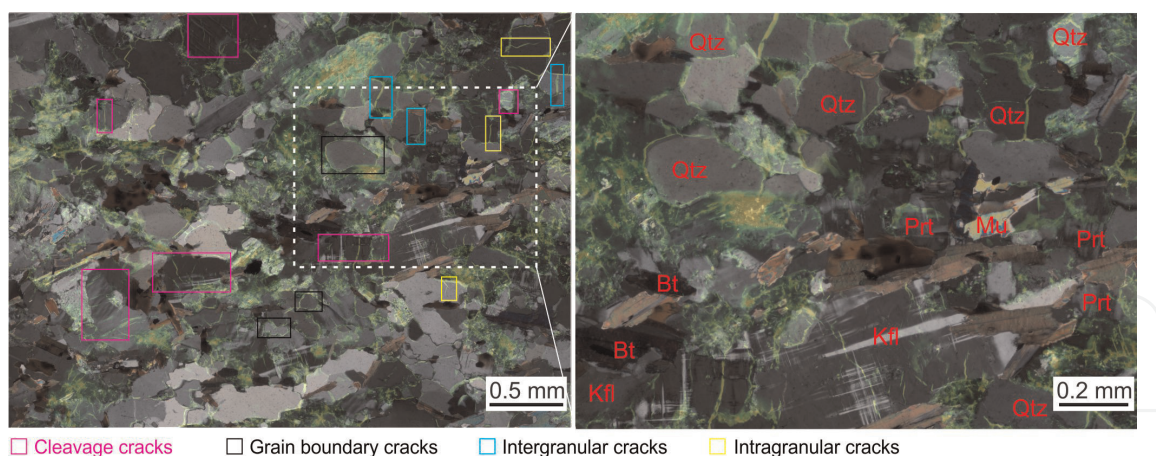 Qtz
Qtz
Qtz
Qtz
Qtz
Prt
Mu
Prt
Bt
Prt
Kfl
Bt
Kfl
Qtz
0.5 mm
0.2 mm
Cleavage cracks
Grain boundary cracks
Intergranular cracks
Intragranular cracks